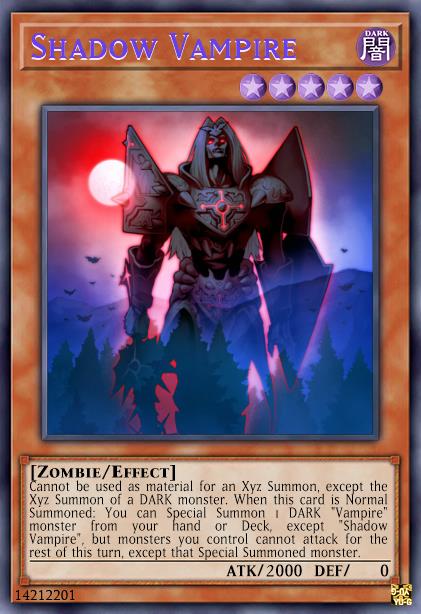 Shadow Vampire
DARK
闇
[Zombie/Effect]
Cannot be used as material for an Xyz Summon, except the
Xyz Summon of a DARK monster. When this card is Normal
Summoned: You can Special Summon 1 DARK "Vampire"
monster from your hand or Deck, except "Shadow
Vampire", but monsters you control cannot attack for the
rest of this turn, except that Special Summoned monster.
ATK/2000 DEF/ 0
14212201